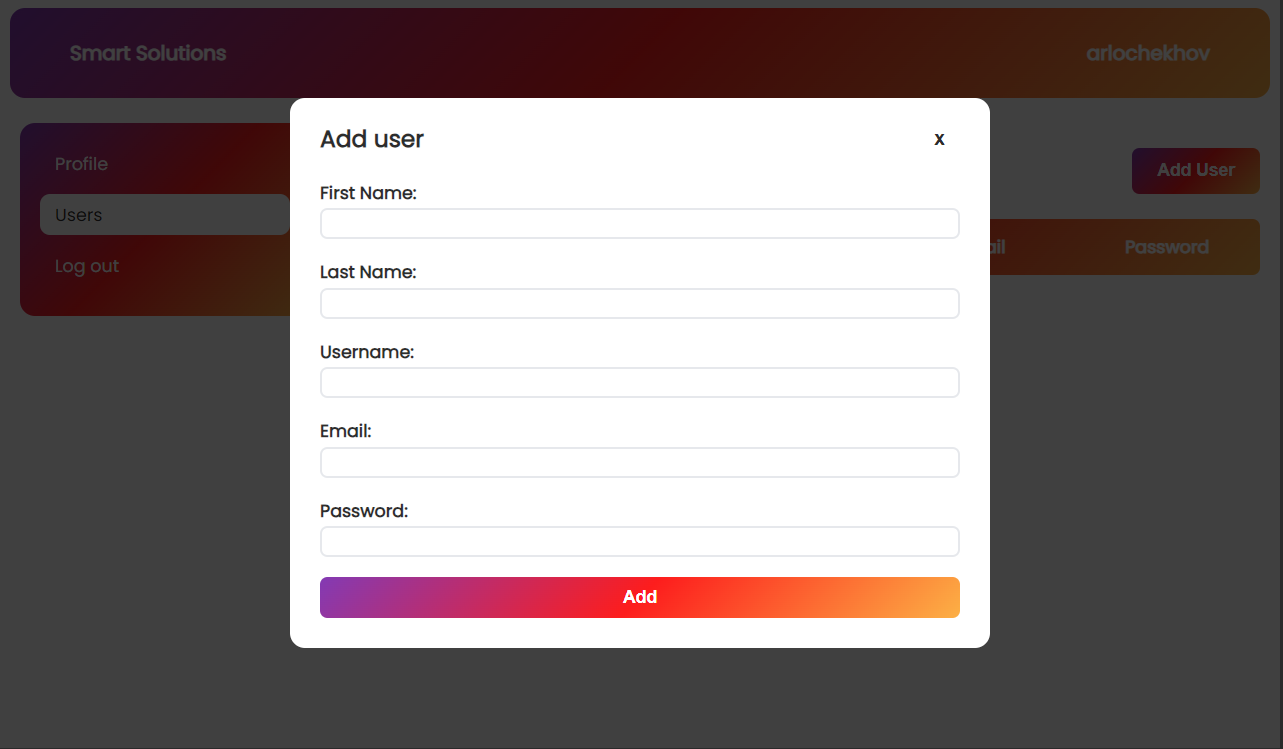 Smart Solutions
arlochekhov
Profile
Users
Log out
Add User
ail
Password
Add user
x
First Name:
Last Name:
Username:
Email:
Password:
Add